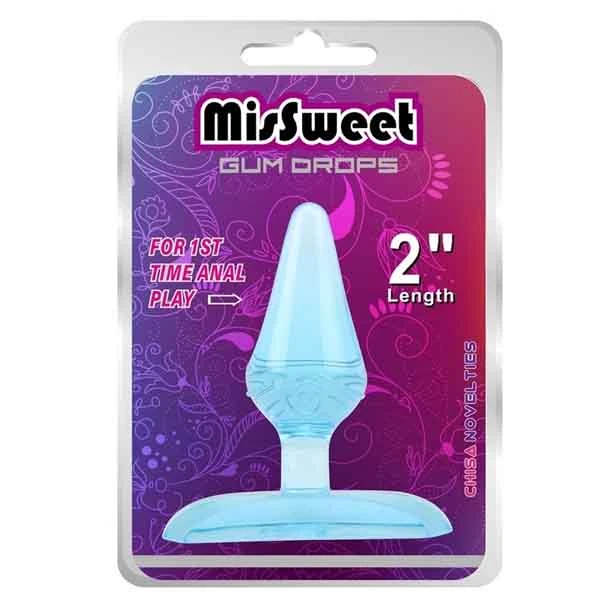 MisSweet
GUM DROPS
FOR 1ST
TIME ANAL
PLAY
2"
Length
CHISA NOVELTIES